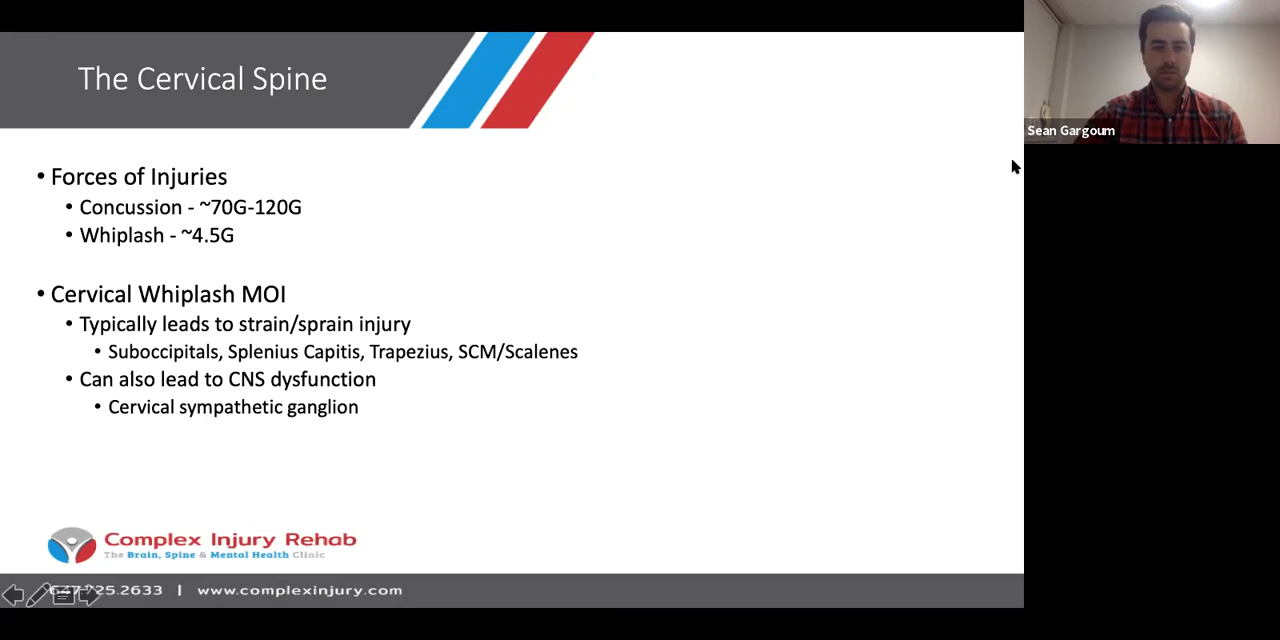 The Cervical Spine
Sean Gargoum
• Forces of Injuries
• Concussion - ~70G-120G
• Whiplash - ~4.5G
• Cervical Whiplash MOI
• Typically leads to strain/sprain injury
• Suboccipitals, Splenius Capitis, Trapezius, SCM/Scalenes
• Can also lead to CNS dysfunction
• Cervical sympathetic ganglion
Complex Injury Rehab
The Brain, Spine & Mental Health Clinic
| www.complexinjury.com